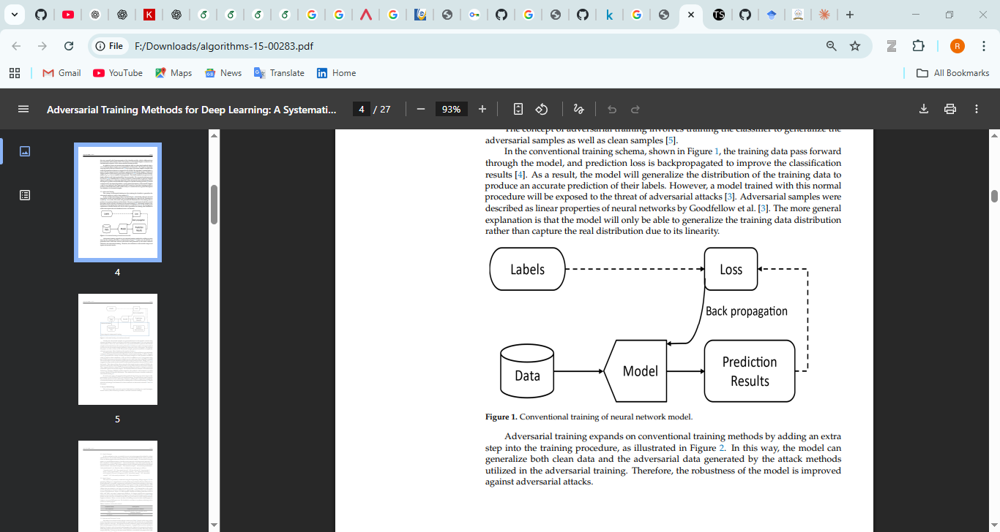 File
F:/Downloads/algorithms-15-00283.pdf
R
Gmail
YouTube
Maps
News
Translate
Home
All Bookmarks
Adversarial Training Methods for Deep Learning: A Systemati...
4 / 27
93%
4
5
The concept of adversarial training involves training the classifier to generalize the
adversarial samples as well as clean samples [5].
In the conventional training schema, shown in Figure 1, the training data pass forward
through the model, and prediction loss is backpropagated to improve the classification
results [4]. As a result, the model will generalize the distribution of the training data to
produce an accurate prediction of their labels. However, a model trained with this normal
procedure will be exposed to the threat of adversarial attacks [3]. Adversarial samples were
described as linear properties of neural networks by Goodfellow et al. [3]. The more general
explanation is that the model will only be able to generalize the training data distribution
rather than capture the real distribution due to its linearity.
Labels
Loss
Back propagation
Data
Model
Prediction
Results
Figure 1. Conventional training of neural network model.
Adversarial training expands on conventional training methods by adding an extra
step into the training procedure, as illustrated in Figure 2. In this way, the model can
generalize both clean data and the adversarial data generated by the attack methods
utilized in the adversarial training. Therefore, the robustness of the model is improved
against adversarial attacks.